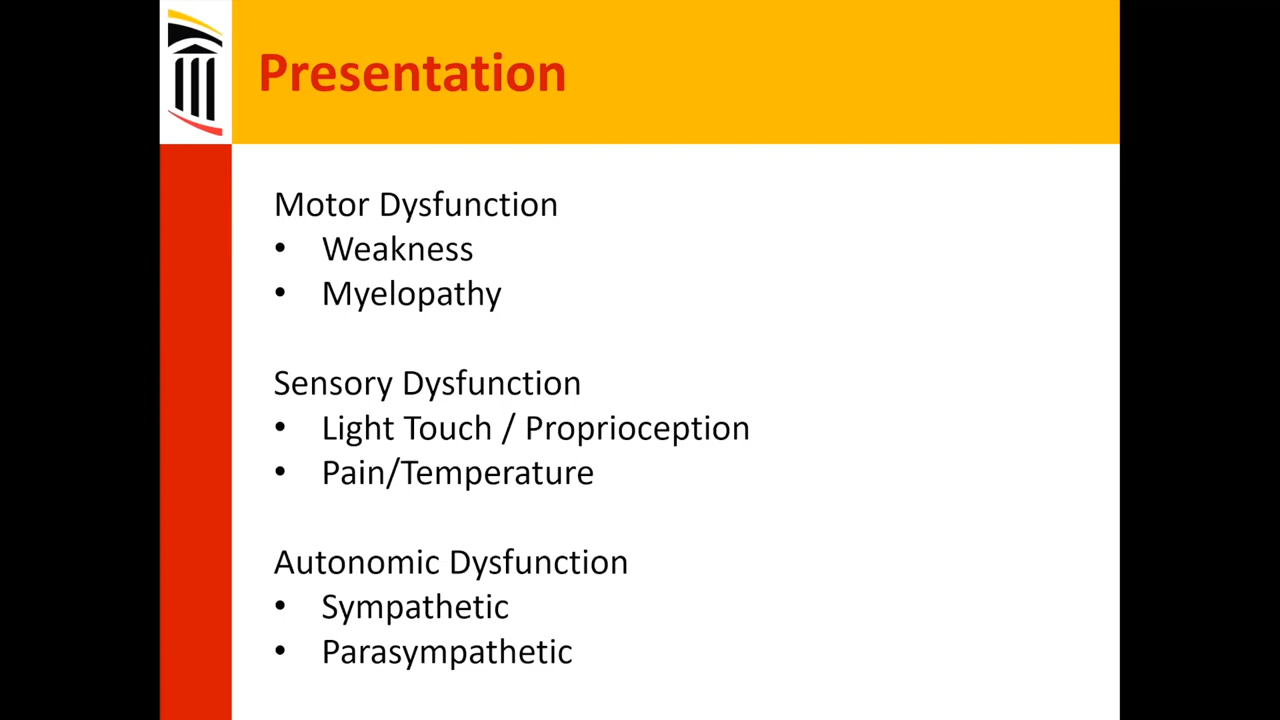 Presentation
Motor Dysfunction
• Weakness
• Myelopathy
Sensory Dysfunction
• Light Touch / Proprioception
• Pain/Temperature
Autonomic Dysfunction
• Sympathetic
• Parasympathetic